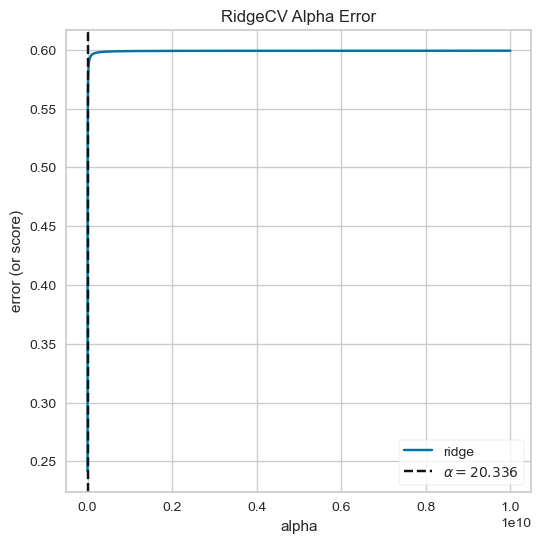 RidgeCV Alpha Error
error (or score)
0.60
0.55
0.50
0.45
0.40
0.35
0.30
0.25
ridge
α = 20.336
0.0 0.2 0.4 0.6 0.8 1.0
1e10
alpha